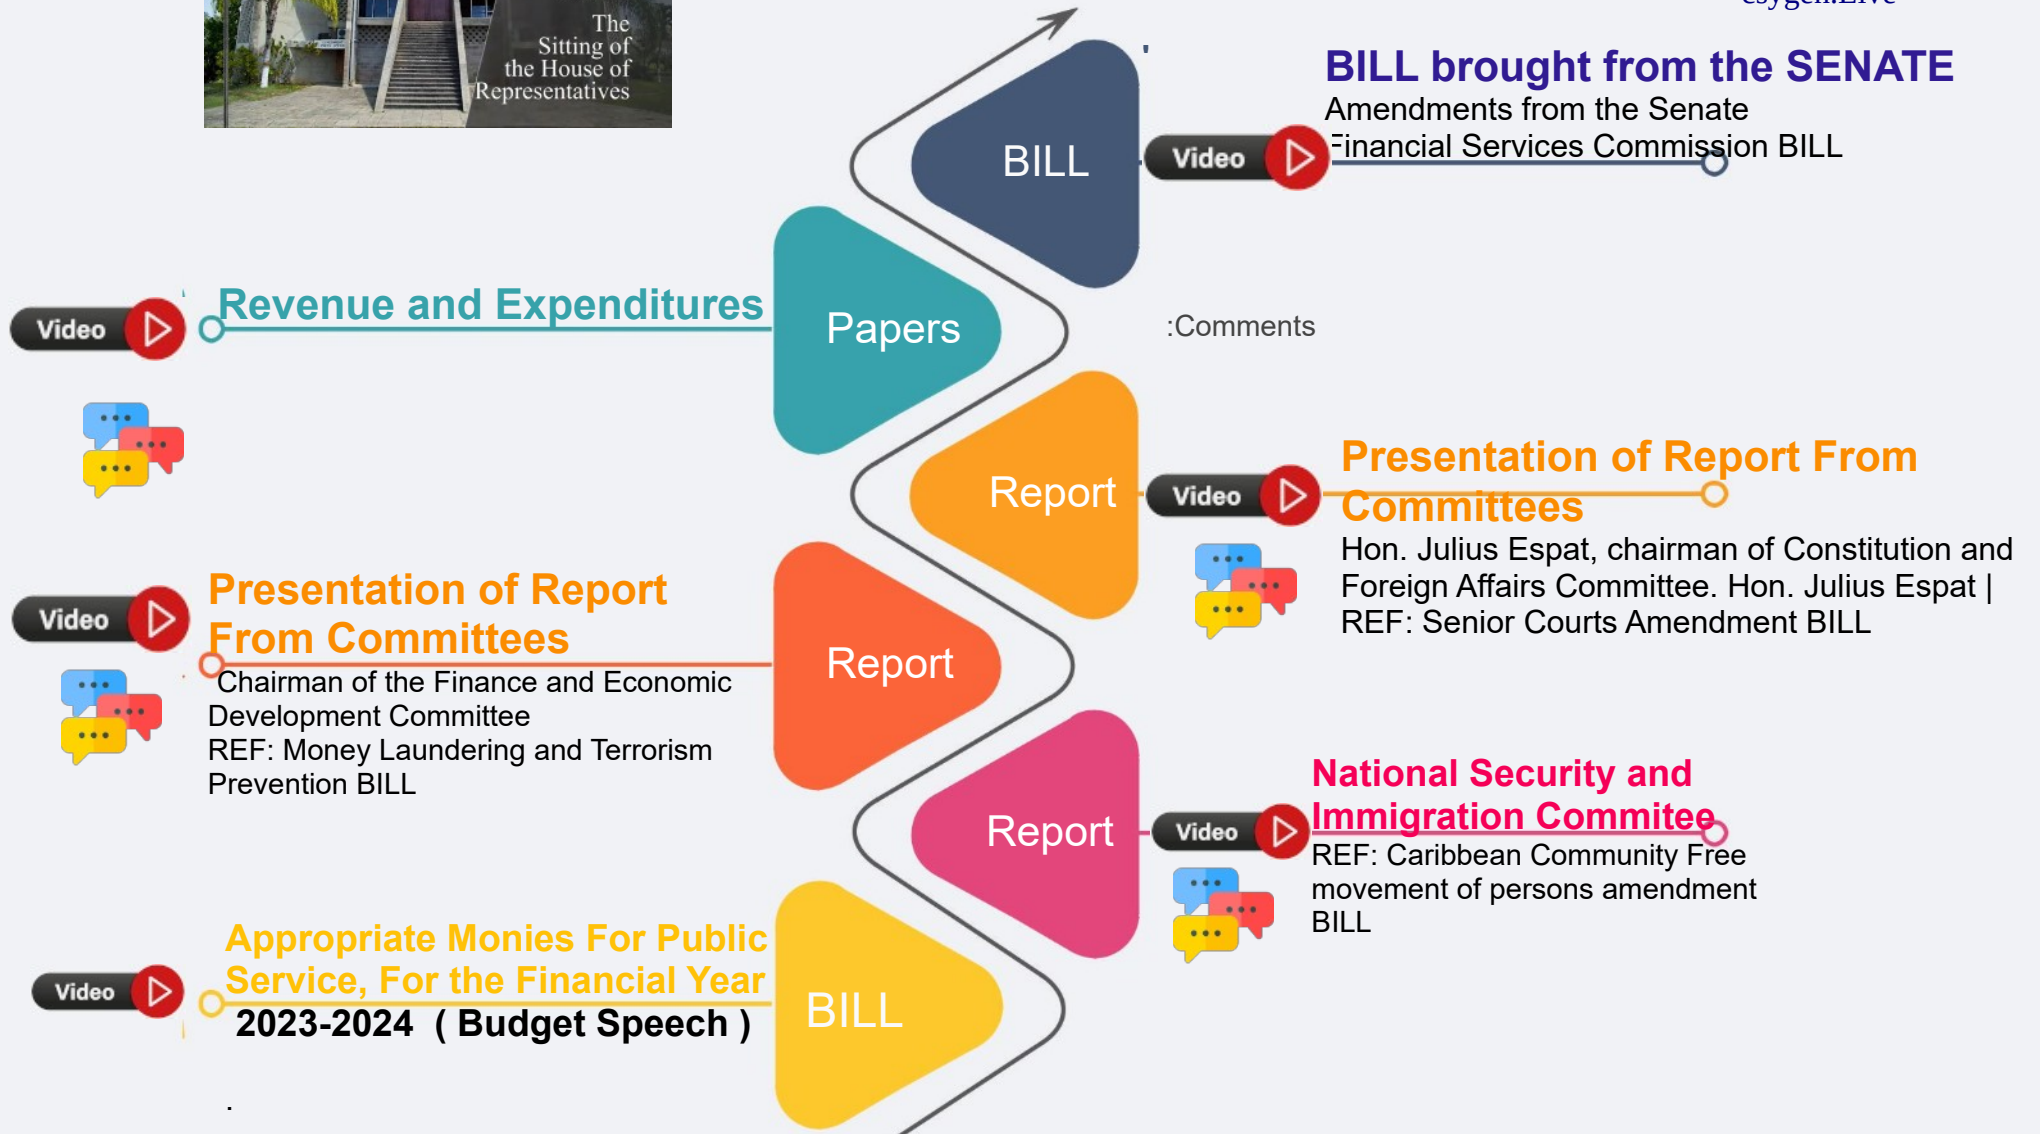 The
Sitting of
the House of
Representatives
BILL brought from the SENATE
Amendments from the Senate
Financial Services Commission BILL
BILL
Video
Revenue and Expenditures
Video
Papers
:Comments
Presentation of Report From
Committees
Report
Video
Hon. Julius Espat, chairman of Constitution and
Foreign Affairs Committee. Hon. Julius Espat |
REF: Senior Courts Amendment BILL
Presentation of Report
From Committees
Video
Report
Chairman of the Finance and Economic
Development Committee
REF: Money Laundering and Terrorism
Prevention BILL
National Security and
Immigration Commitee
Report
Video
REF: Caribbean Community Free
movement of persons amendment
BILL
Appropriate Monies For Public
Service, For the Financial Year
2023-2024 ( Budget Speech )
Video
BILL
.